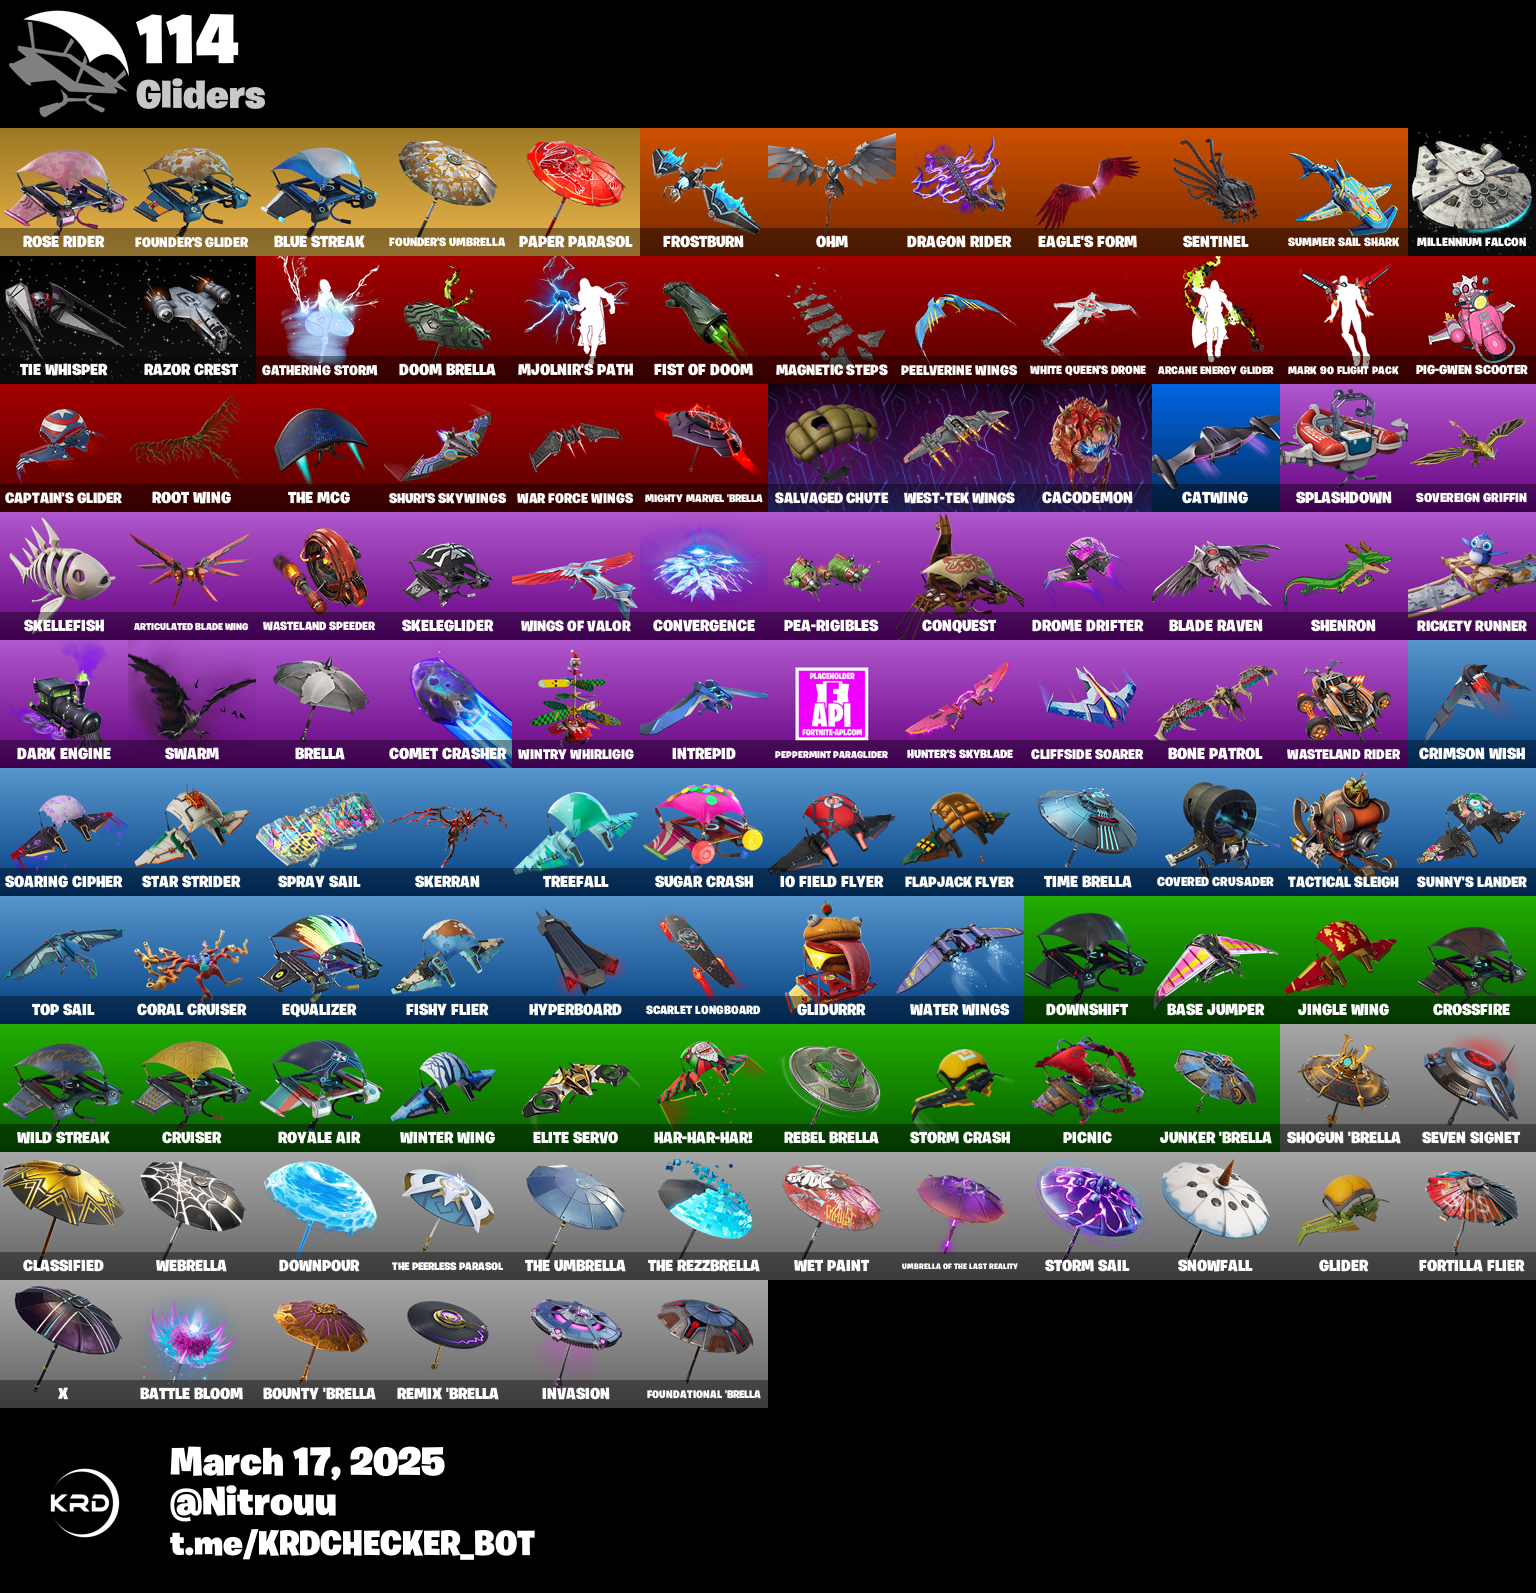 114
Gliders
ROSE RIDER
FOUNDER'S GLIDER
BLUE STREAK
FOUNDER'S UMBRELLA
PAPER PARASOL
FROSTBURN
OHM
DRAGON RIDER
EAGLE'S FORM
SENTINEL
SUMMER SAIL SHARK
MILLENNIUM FALCON
TIE WHISPER
RAZOR CREST
GATHERING STORM
DOOM BRELLA
MJOLNIR'S PATH
FIST OF DOOM
MAGNETIC STEPS
PEELVERINE WINGS
WHITE QUEEN'S DRONE
ARCANE ENERGY GLIDER
MARK 90 FLIGHT PACK
PIG-GWEN SCOOTER
CAPTAIN'S GLIDER
ROOT WING
THE MCG
SHURI'S SKYWINGS
WAR FORCE WINGS
MIGHTY MARVEL 'BRELLA
SALVAGED CHUTE
WEST-TEK WINGS
CACODEMON
CATWING
SPLASHDOWN
SOVEREIGN GRIFFIN
SKELLEFISH
ARTICULATED BLADE WING
WASTELAND SPEEDER
SKELEGLIDER
WINGS OF VALOR
CONVERGENCE
PEA-RIGIBLES
CONQUEST
DROME DRIFTER
BLADE RAVEN
SHENRON
RICKETY RUNNER
DARK ENGINE
SWARM
BRELLA
COMET CRASHER
WINTRY WHIRLIGIG
INTREPID
PLACEHOLDER
F
API
FORTNITE-API.COM
PEPPERMINT PARAGLIDER
HUNTER'S SKYBLADE
CLIFFSIDE SOARER
BONE PATROL
WASTELAND RIDER
CRIMSON WISH
SOARING CIPHER
STAR STRIDER
SPRAY SAIL
SKERRAN
TREEFALL
SUGAR CRASH
IO FIELD FLYER
FLAPJACK FLYER
TIME BRELLA
COVERED CRUSADER
TACTICAL SLEIGH
SUNNY'S LANDER
TOP SAIL
CORAL CRUISER
EQUALIZER
FISHY FLIER
HYPERBOARD
SCARLET LONGBOARD
GLIDURRR
WATER WINGS
DOWNSHIFT
BASE JUMPER
JINGLE WING
CROSSFIRE
WILD STREAK
CRUISER
ROYALE AIR
WINTER WING
ELITE SERVO
HAR-HAR-HAR!
REBEL BRELLA
STORM CRASH
PICNIC
JUNKER 'BRELLA
SHOGUN 'BRELLA
SEVEN SIGNET
CLASSIFIED
WEBRELLA
DOWNPOUR
THE PEERLESS PARASOL
THE UMBRELLA
THE REZZBRELLA
WET PAINT
UMBRELLA OF THE LAST REALITY
STORM SAIL
SNOWFALL
GLIDER
FORTILLA FLIER
X
BATTLE BLOOM
BOUNTY 'BRELLA
REMIX 'BRELLA
INVASION
FOUNDATIONAL 'BRELLA
KRD
March 17, 2025
@Nitrouu
t.me/KRDCHECKER_BOT